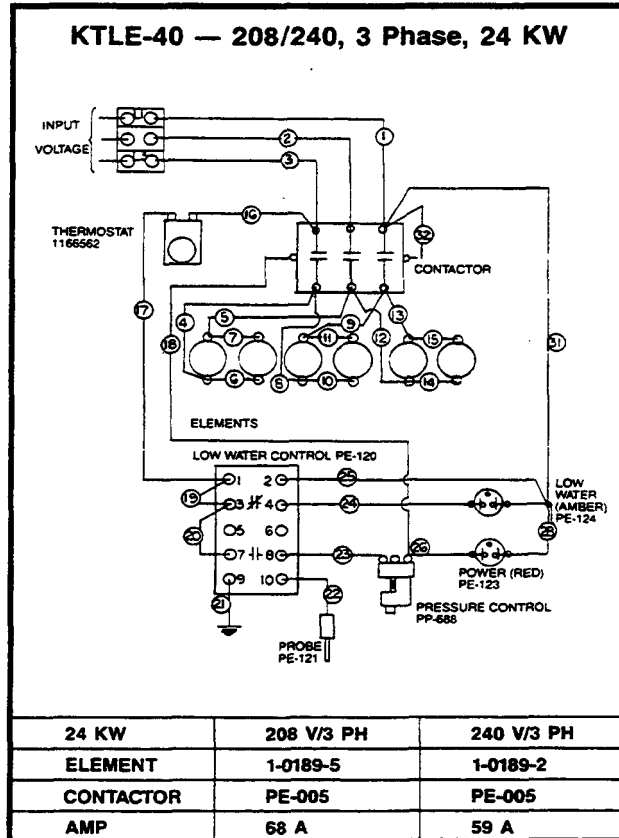 KTLE-40 — 208/240, 3 Phase, 24 KW
INPUT
VOLTAGE
1
2
3
THERMOSTAT
1166562
16
32
CONTACTOR
17
4
18
5
9
13
7
11
12
15
6
8
10
14
31
ELEMENTS
LOW WATER CONTROL PE-120
1
2
25
19
3
4
24
LOW
WATER
(AMBER)
PE-124
5
6
20
7
8
23
26
28
POWER (RED)
PE-123
9
10
21
22
PRESSURE CONTROL
PP-688
PROBE
PE-121
24 KW 208 V/3 PH 240 V/3 PH
ELEMENT 1-0189-5 1-0189-2
CONTACTOR PE-005 PE-005
AMP 68 A 59 A